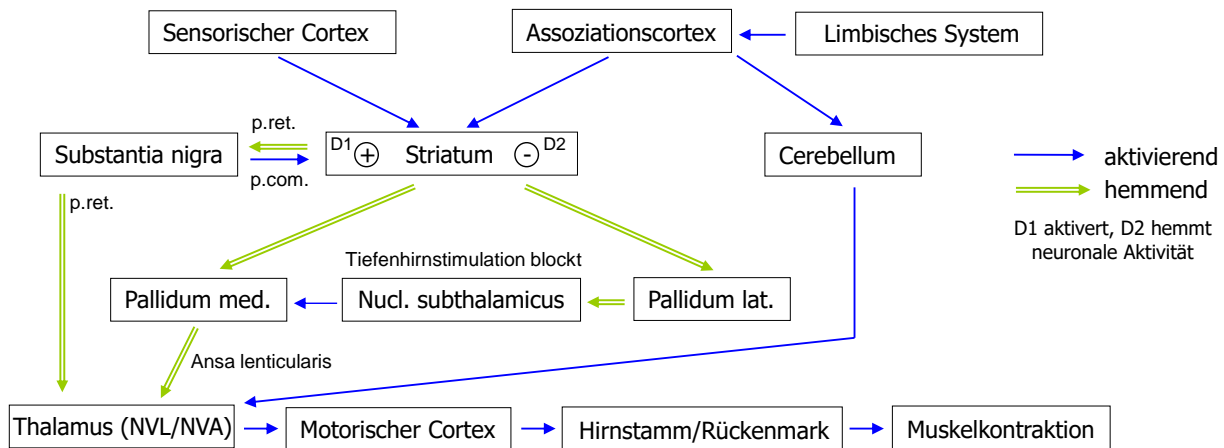 Sensorischer Cortex
Assoziationscortex
Limbisches System
p.ret.
Substantia nigra
D1 + Striatum - D2
p.com.
Cerebellum
aktivierend
p.ret.
hemmend
D1 aktivert, D2 hemmt
neuronale Aktivität
Tiefenhirnstimulation blockt
Pallidum med.
Nucl. subthalamicus
Pallidum lat.
Ansa lenticularis
Thalamus (NVL/NVA)
Motorischer Cortex
Hirnstamm/Rückenmark
Muskelkontraktion